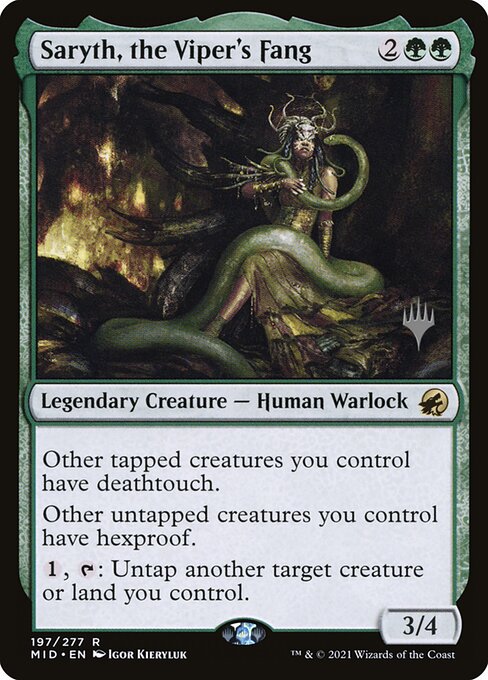 Saryth, the Viper's Fang 2
Legendary Creature — Human Warlock
Other tapped creatures you control
have deathtouch.
Other untapped creatures you control
have hexproof.
1, : Untap another target creature
or land you control.
3/4
197/277 R
MID • EN Igor Kieryluk
™ & © 2021 Wizards of the Coast